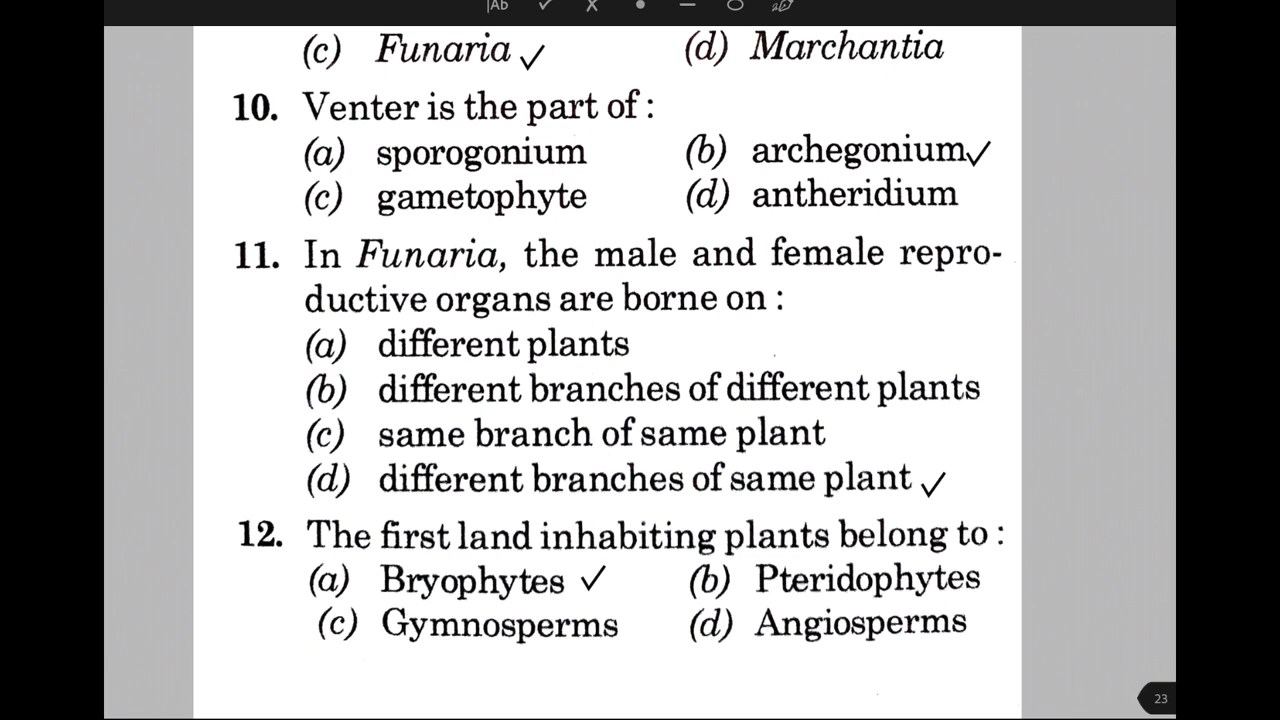 |Ab ✓ X ● — ○
(c) Funaria ✓ (d) Marchantia
10. Venter is the part of :
(a) sporogonium (b) archegonium✓
(c) gametophyte (d) antheridium
11. In Funaria, the male and female repro-
ductive organs are borne on :
(a) different plants
(b) different branches of different plants
(c) same branch of same plant
(d) different branches of same plant ✓
12. The first land inhabiting plants belong to :
(a) Bryophytes ✓ (b) Pteridophytes
(c) Gymnosperms (d) Angiosperms
23